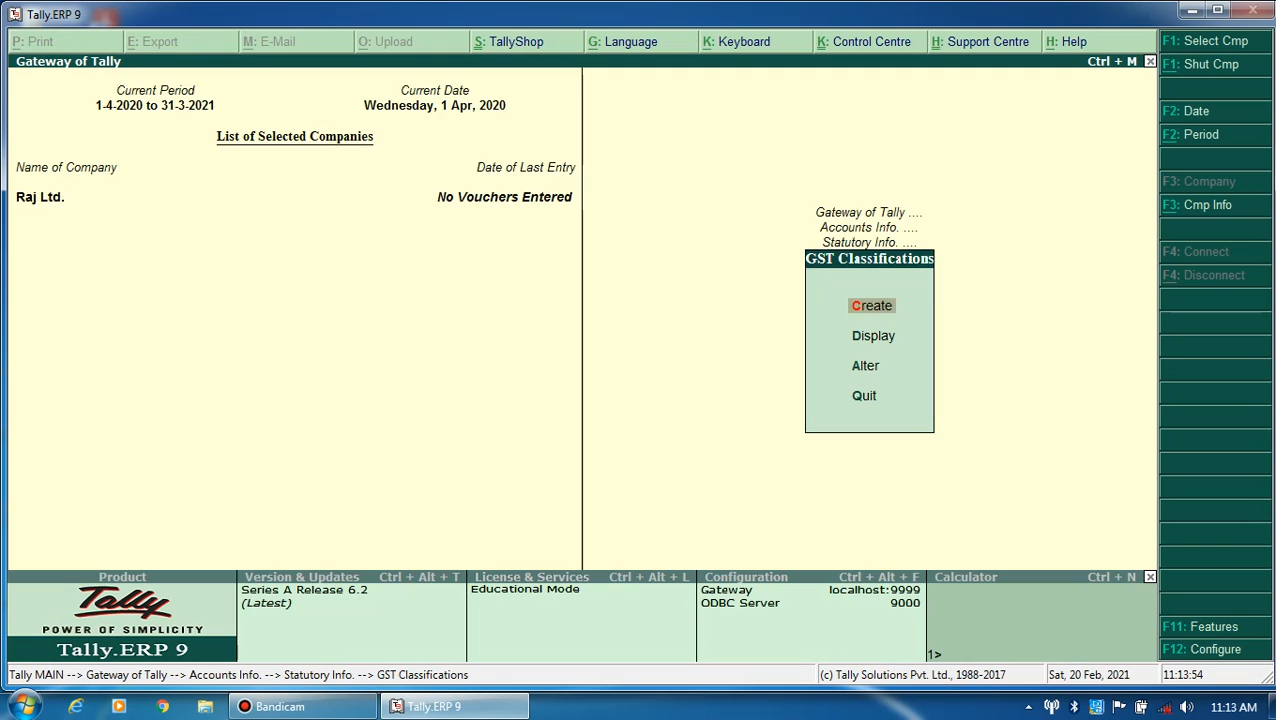 Tally.ERP 9
P: Print
E: Export
M: E-Mail
O: Upload
S: TallyShop
G: Language
K: Keyboard
K: Control Centre
H: Support Centre
H: Help
Gateway of Tally
Ctrl + M
Current Period
1-4-2020 to 31-3-2021
Current Date
Wednesday, 1 Apr, 2020
List of Selected Companies
Name of Company
Date of Last Entry
Raj Ltd.
No Vouchers Entered
Gateway of Tally ....
Accounts Info. ....
Statutory Info. ....
GST Classifications
Create
Display
Alter
Quit
F1: Select Cmp
F1: Shut Cmp
F2: Date
F2: Period
F3: Company
F3: Cmp Info
F4: Connect
F4: Disconnect
F11: Features
F12: Configure
Product
Tally
POWER OF SIMPLICITY
Tally.ERP 9
Version & Updates Ctrl + Alt + T
Series A Release 6.2
(Latest)
License & Services Ctrl + Alt + L
Educational Mode
Configuration Ctrl + Alt + F
Gateway localhost:9999
ODBC Server 9000
Calculator Ctrl + N
1>
Tally MAIN --> Gateway of Tally --> Accounts Info. --> Statutory Info. --> GST Classifications
(c) Tally Solutions Pvt. Ltd., 1988-2017
Sat, 20 Feb, 2021
11:13:54
Bandicam
Tally.ERP 9
11:13 AM